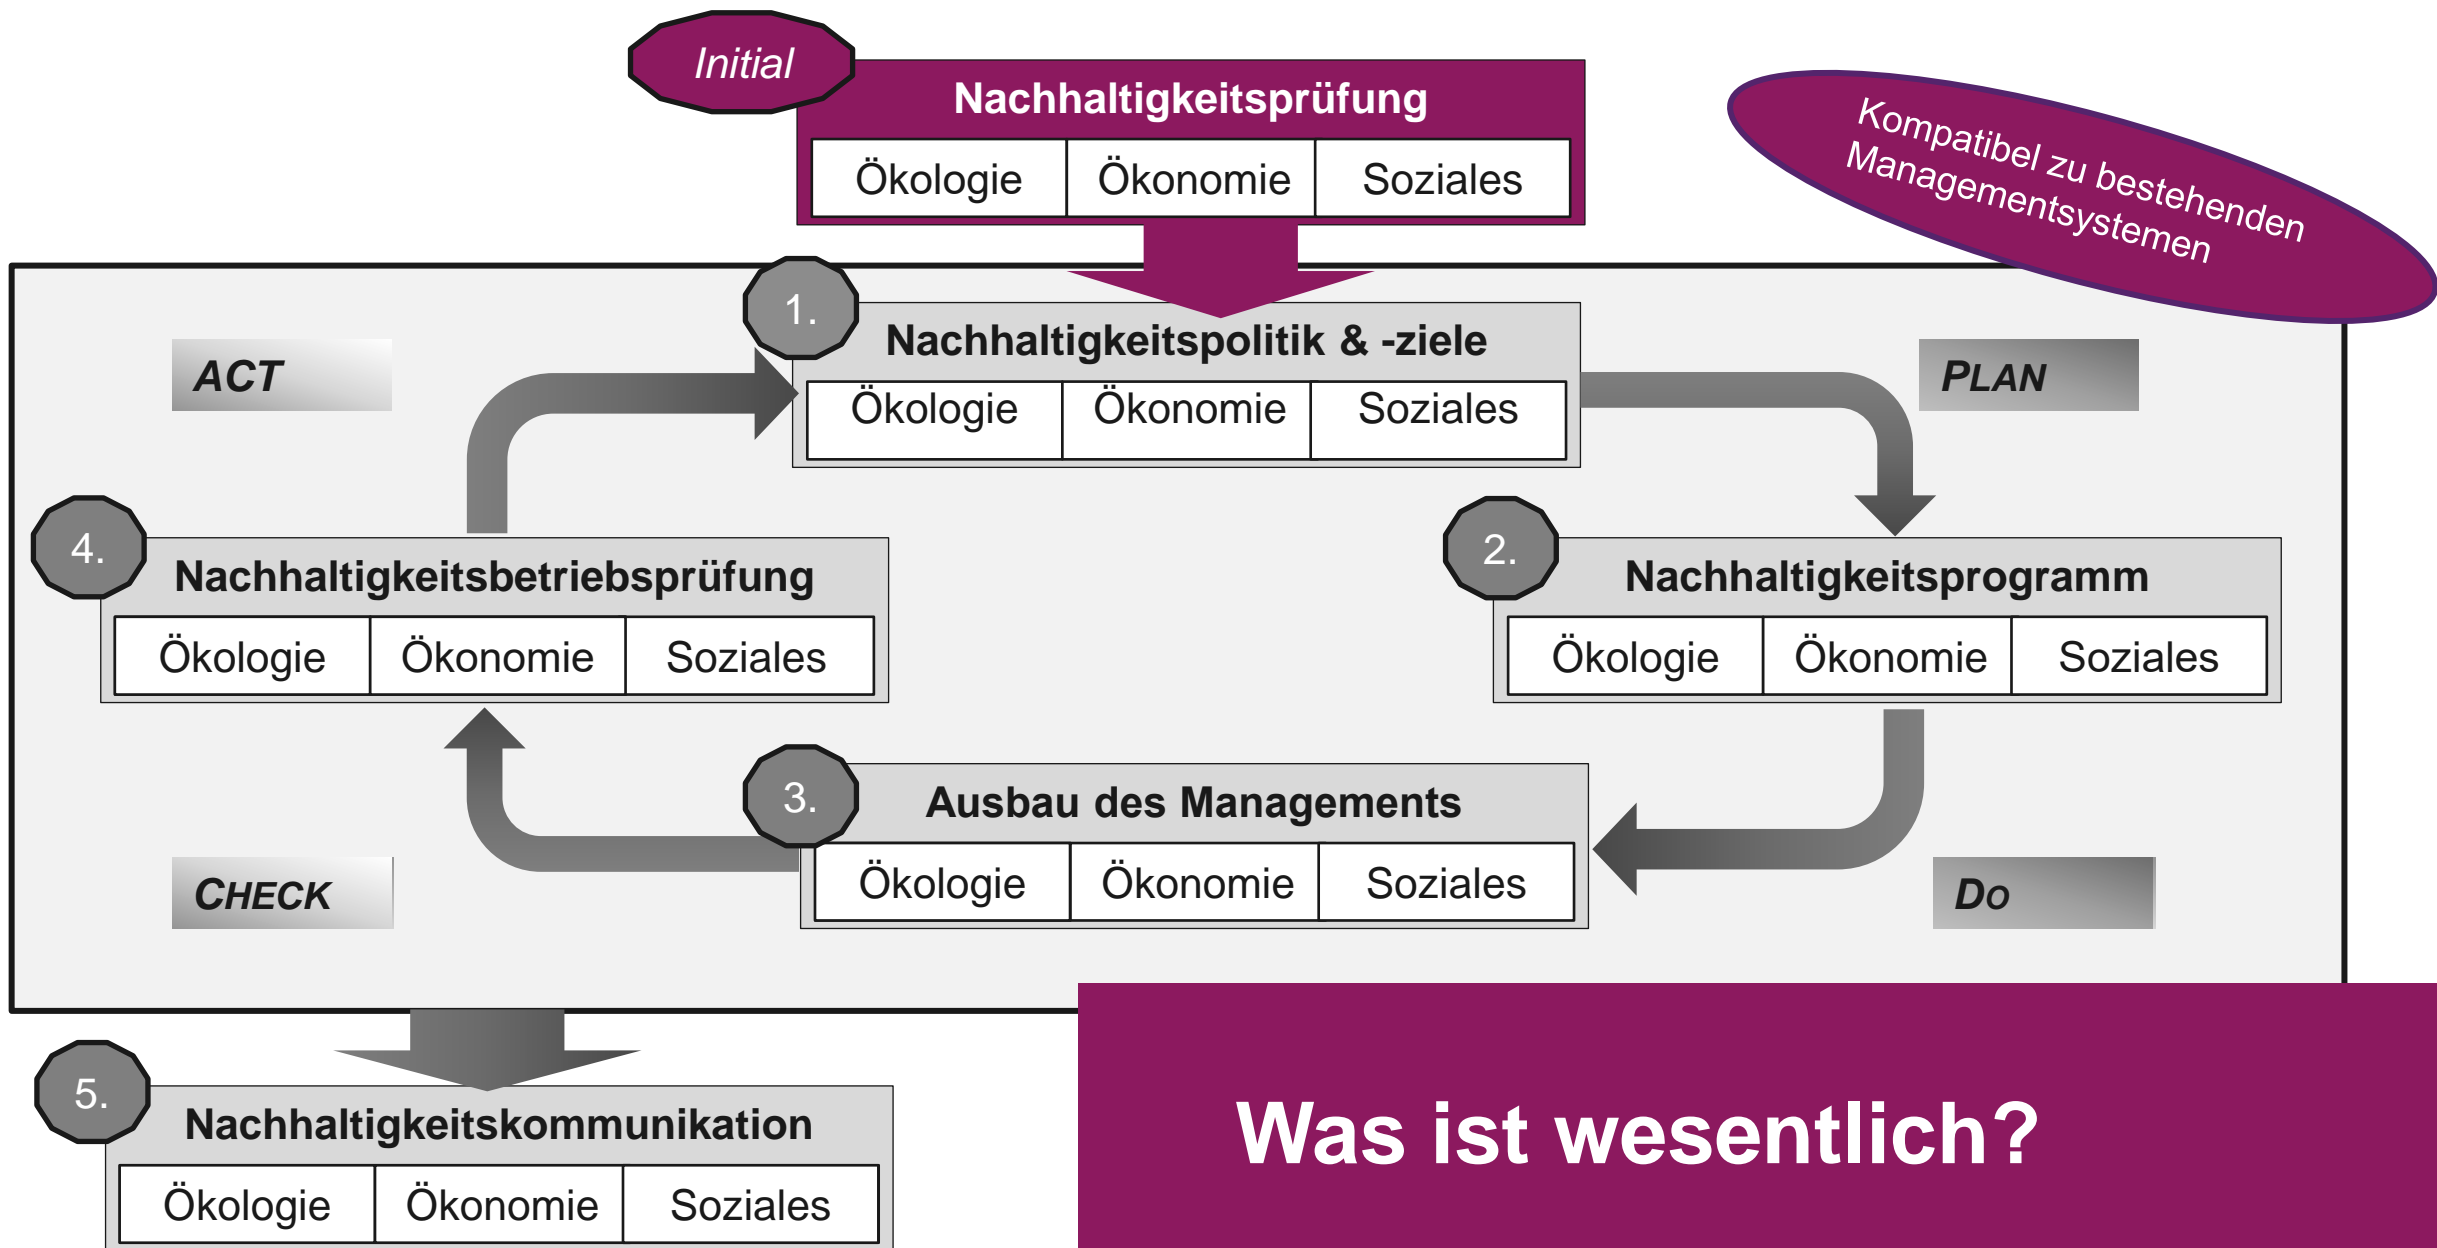 Initial
Nachhaltigkeitsprüfung
Ökologie Ökonomie Soziales
Kompatibel zu bestehenden
Managementsystemen
1.
Nachhaltigkeitspolitik & -ziele
Ökologie Ökonomie Soziales
ACT
PLAN
4.
Nachhaltigkeitsbetriebsprüfung
Ökologie Ökonomie Soziales
2.
Nachhaltigkeitsprogramm
Ökologie Ökonomie Soziales
3.
Ausbau des Managements
Ökologie Ökonomie Soziales
CHECK
DO
5.
Nachhaltigkeitskommunikation
Ökologie Ökonomie Soziales
Was ist wesentlich?